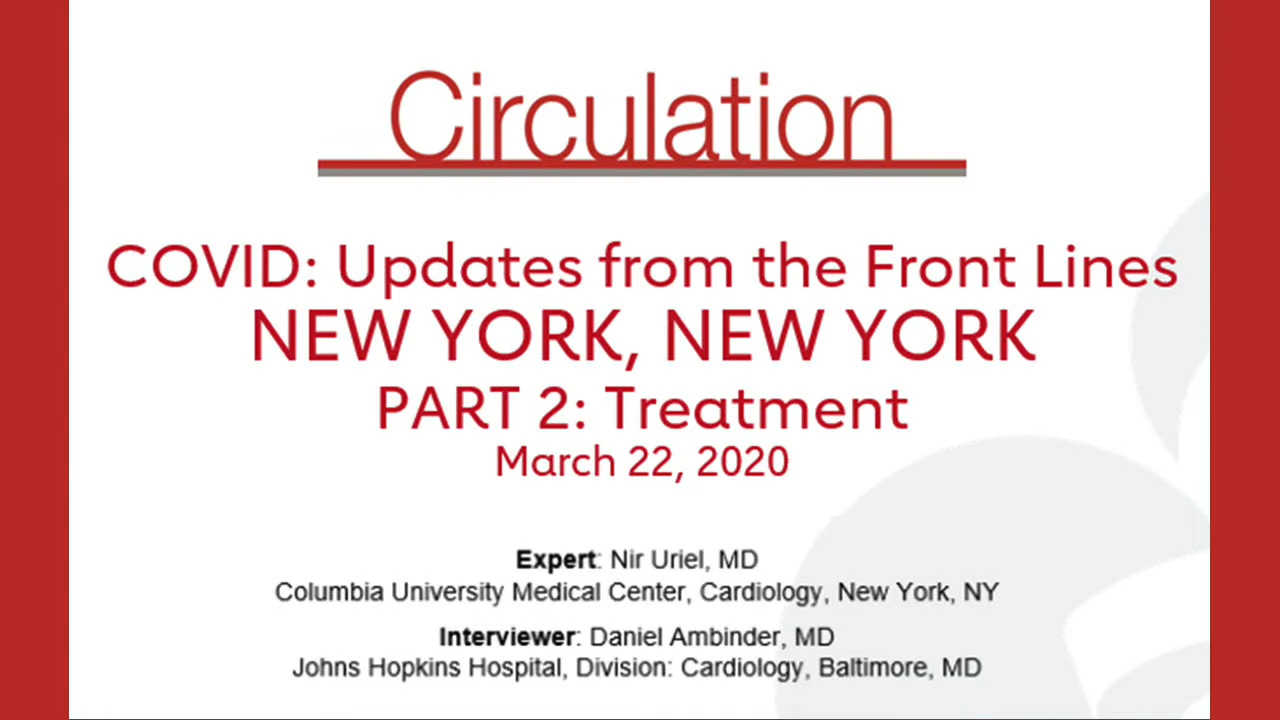 Circulation
COVID: Updates from the Front Lines
NEW YORK, NEW YORK
PART 2: Treatment
March 22, 2020
Expert: Nir Uriel, MD
Columbia University Medical Center, Cardiology, New York, NY
Interviewer: Daniel Ambinder, MD
Johns Hopkins Hospital, Division: Cardiology, Baltimore, MD